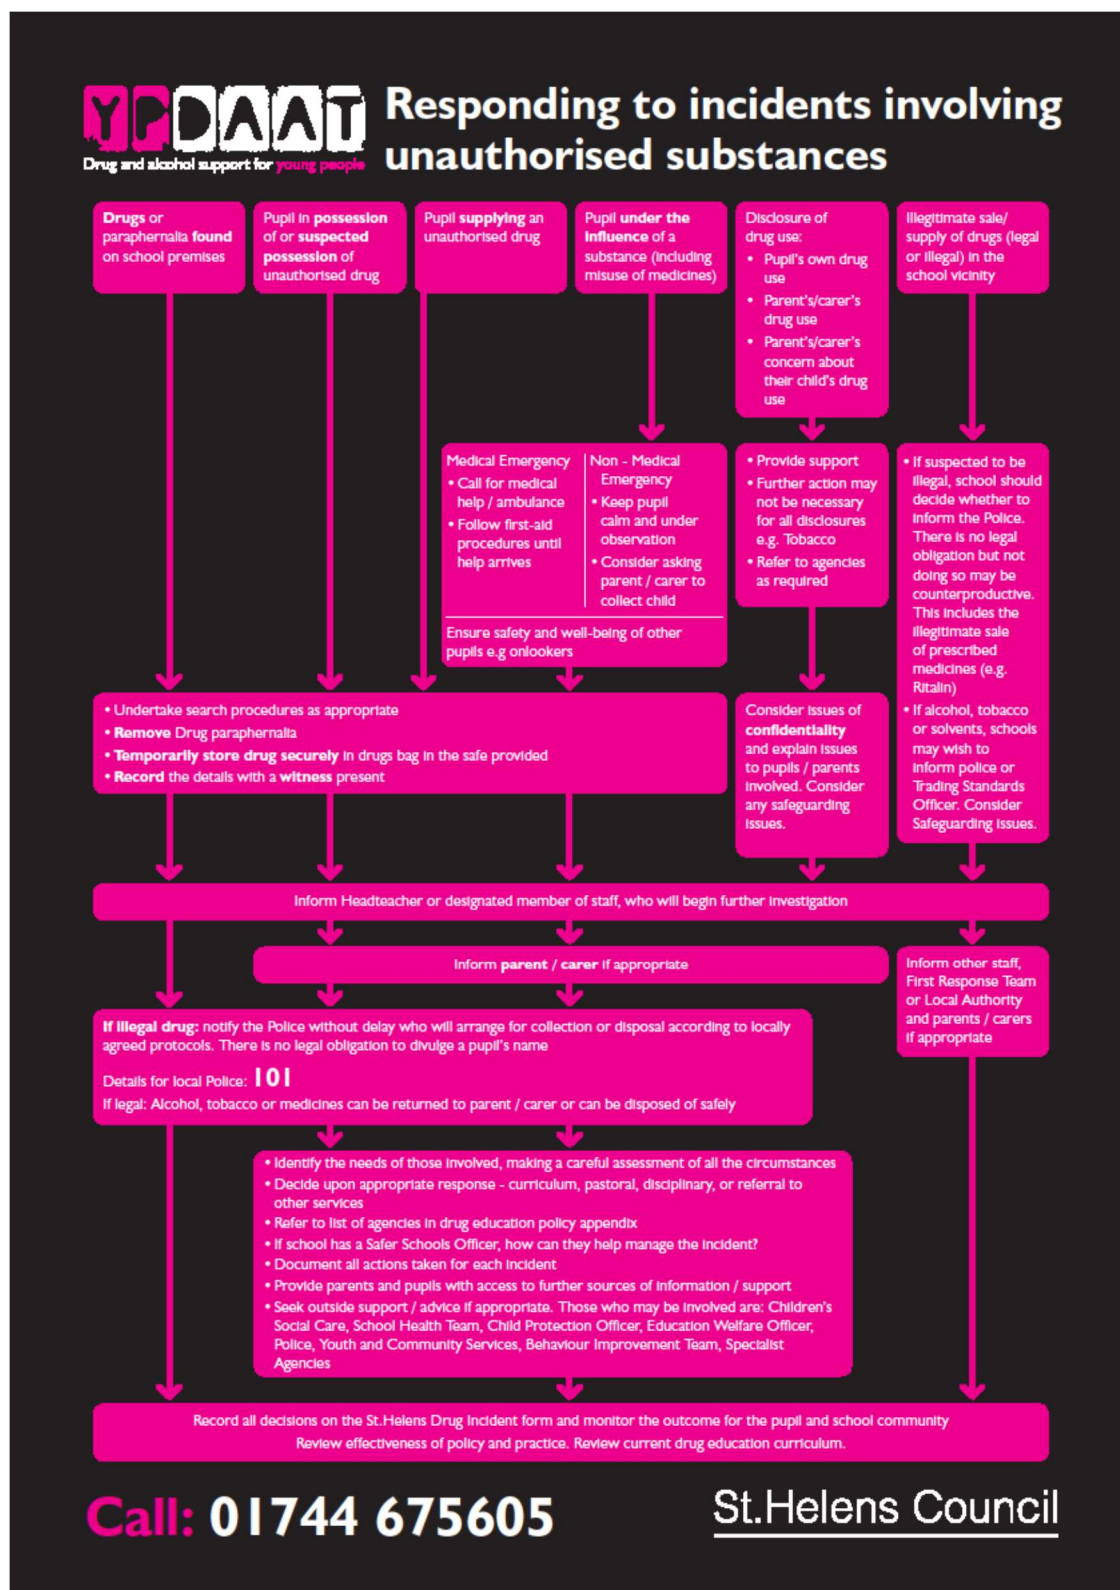 YPDAAT
Drug and alcohol support for young people
Responding to incidents involving
unauthorised substances
Drugs or
paraphernalia found
on school premises
Pupil in possession
of or suspected
possession of
unauthorised drug
Pupil supplying an
unauthorised drug
Pupil under the
influence of a
substance (including
misuse of medicines)
Disclosure of
drug use:
• Pupil's own drug
use
• Parent's/carer's
drug use
• Parent's/carer's
concern about
their child's drug
use
Illegitimate sale/
supply of drugs (legal
or illegal) in the
school vicinity
Medical Emergency
• Call for medical
help / ambulance
• Follow first-aid
procedures until
help arrives
Non - Medical
Emergency
• Keep pupil
calm and under
observation
• Consider asking
parent / carer to
collect child
Ensure safety and well-being of other
pupils e.g onlookers
• Provide support
• Further action may
not be necessary
for all disclosures
e.g. Tobacco
• Refer to agencies
as required
• If suspected to be
illegal, school should
decide whether to
inform the Police.
There is no legal
obligation but not
doing so may be
counterproductive.
This includes the
illegitimate sale
of prescribed
medicines (e.g.
Ritalin)
• If alcohol, tobacco
or solvents, schools
may wish to
inform police or
Trading Standards
Officer. Consider
Safeguarding issues.
• Undertake search procedures as appropriate
• Remove Drug paraphernalia
• Temporarily store drug securely in drugs bag in the safe provided
• Record the details with a witness present
Consider issues of
confidentiality
and explain issues
to pupils / parents
involved. Consider
any safeguarding
issues.
Inform Headteacher or designated member of staff, who will begin further investigation
Inform parent / carer if appropriate
Inform other staff,
First Response Team
or Local Authority
and parents / carers
if appropriate
If illegal drug: notify the Police without delay who will arrange for collection or disposal according to locally
agreed protocols. There is no legal obligation to divulge a pupil's name
Details for local Police: 101
If legal: Alcohol, tobacco or medicines can be returned to parent / carer or can be disposed of safely
• Identify the needs of those involved, making a careful assessment of all the circumstances
• Decide upon appropriate response - curriculum, pastoral, disciplinary, or referral to
other services
• Refer to list of agencies in drug education policy appendix
• If school has a Safer Schools Officer, how can they help manage the incident?
• Document all actions taken for each incident
• Provide parents and pupils with access to further sources of information / support
• Seek outside support / advice if appropriate. Those who may be involved are: Children's
Social Care, School Health Team, Child Protection Officer, Education Welfare Officer,
Police, Youth and Community Services, Behaviour Improvement Team, Specialist
Agencies
Record all decisions on the St.Helens Drug Incident form and monitor the outcome for the pupil and school community
Review effectiveness of policy and practice. Review current drug education curriculum.
Call: 01744 675605
St.Helens Council